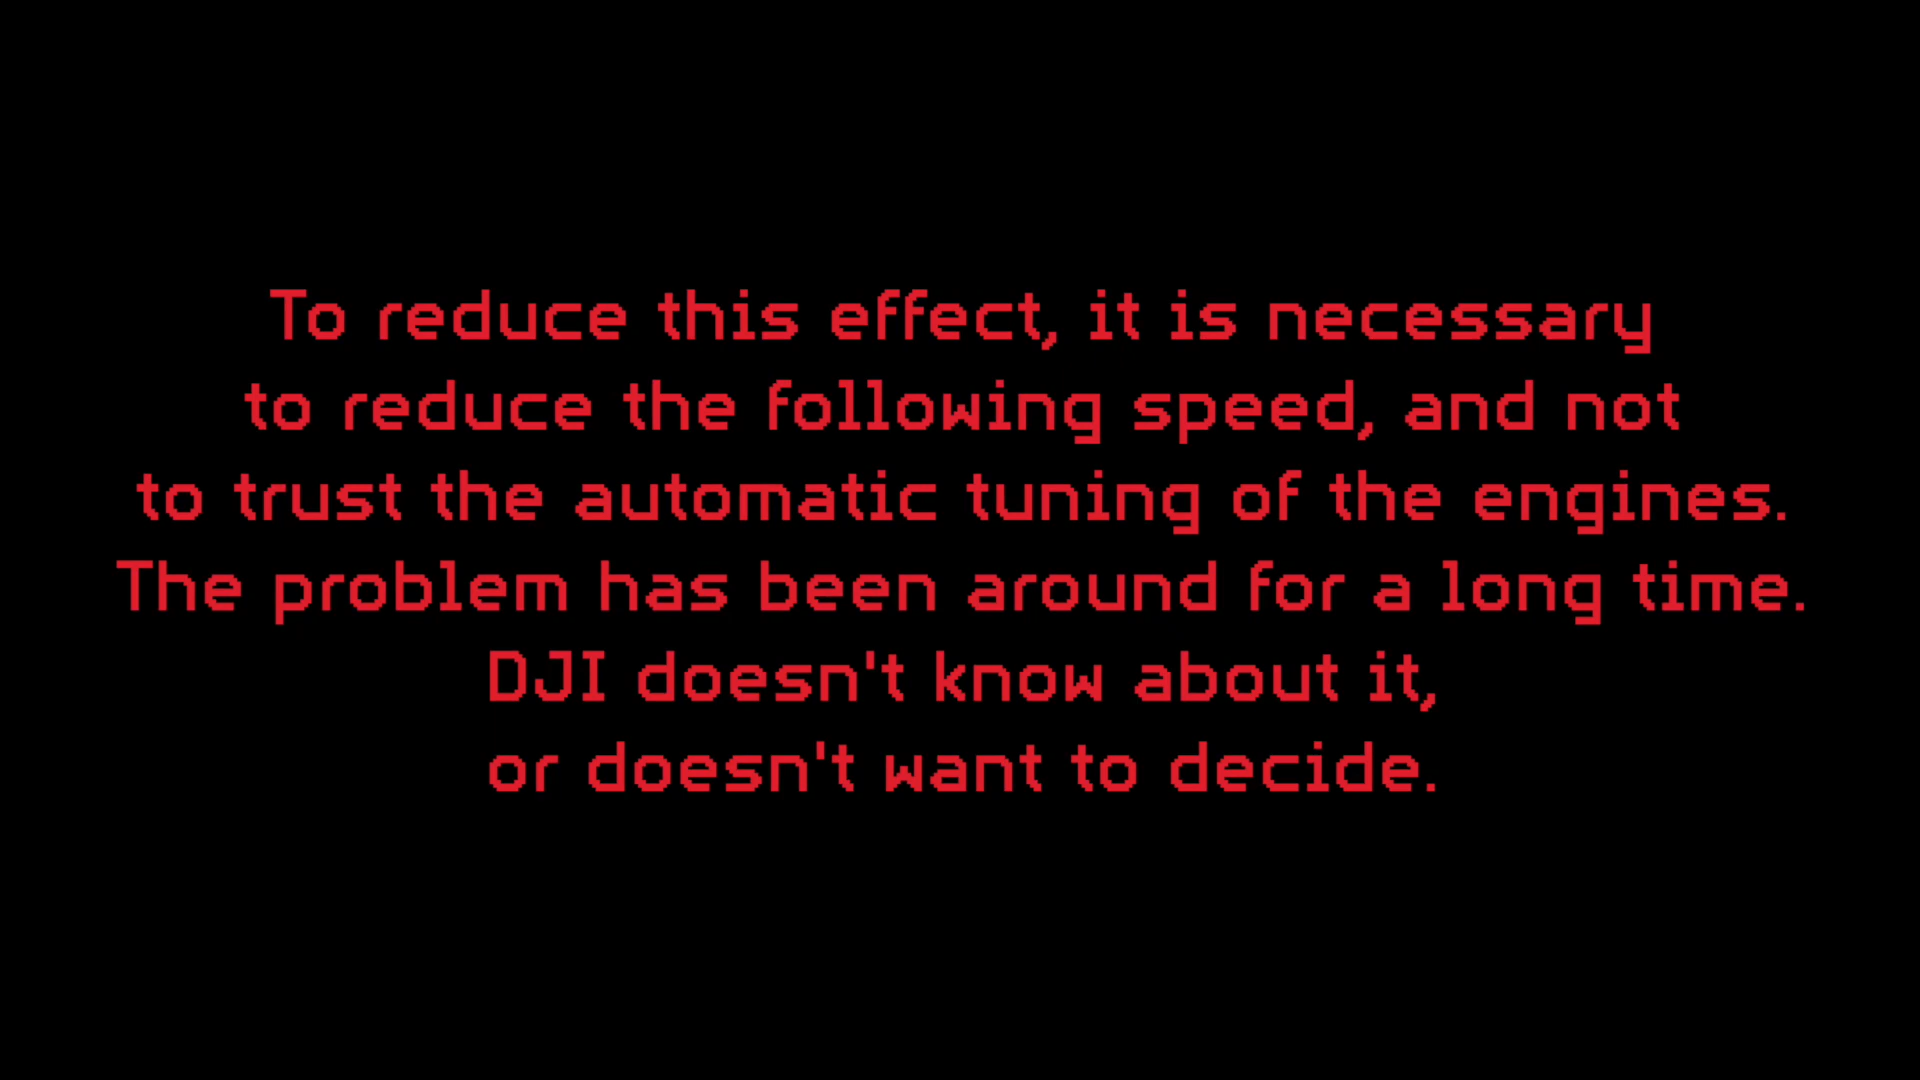 To reduce this effect, it is necessary
to reduce the following speed, and not
to trust the automatic tuning of the engines.
The problem has been around for a long time.
DJI doesn't know about it,
or doesn't want to decide.